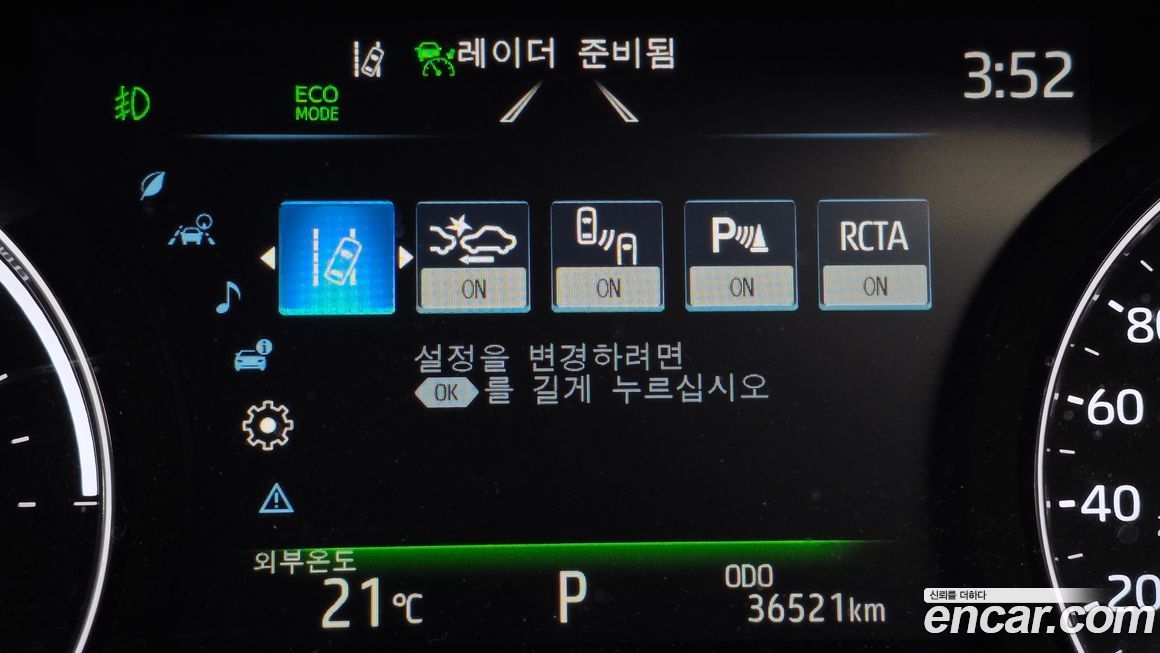 레이더 준비됨
3:52
ECO
MODE
P RCTA
ON ON ON ON
설정을 변경하려면
OK 를 길게 누르십시오
80
60
40
20
외부온도
21℃
P
ODO
36521km
신뢰를 더하다
encar.com